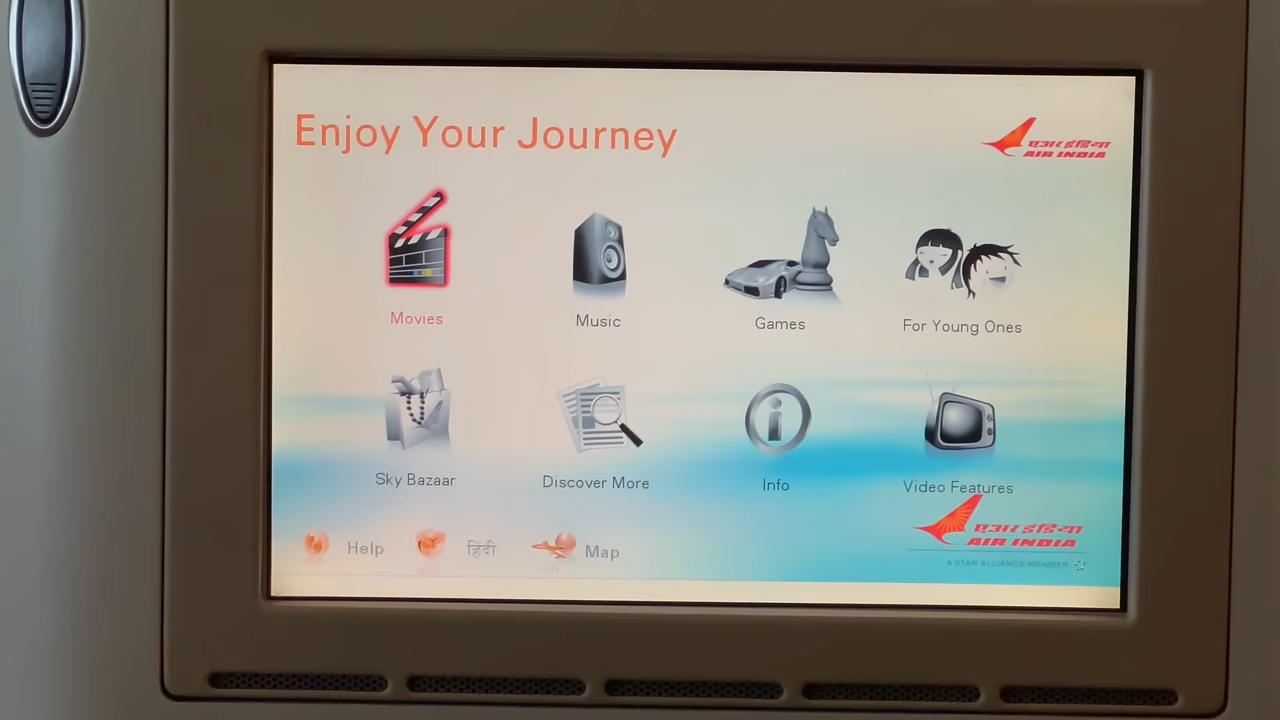 Enjoy Your Journey
एअर इंडिया
AIR INDIA
Movies
Music
Games
For Young Ones
Sky Bazaar
Discover More
Info
Video Features
एअर इंडिया
AIR INDIA
A STAR ALLIANCE MEMBER
Help
हिंदी
Map